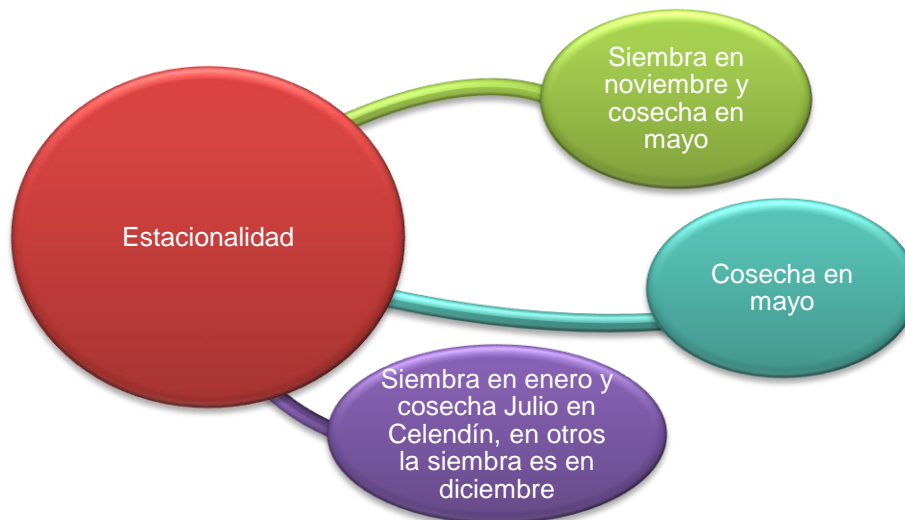 Siembra en
noviembre y
cosecha en
mayo
Estacionalidad
Cosecha en
mayo
Siembra en enero y
cosecha Julio en
Celendín, en otros
la siembra es en
diciembre